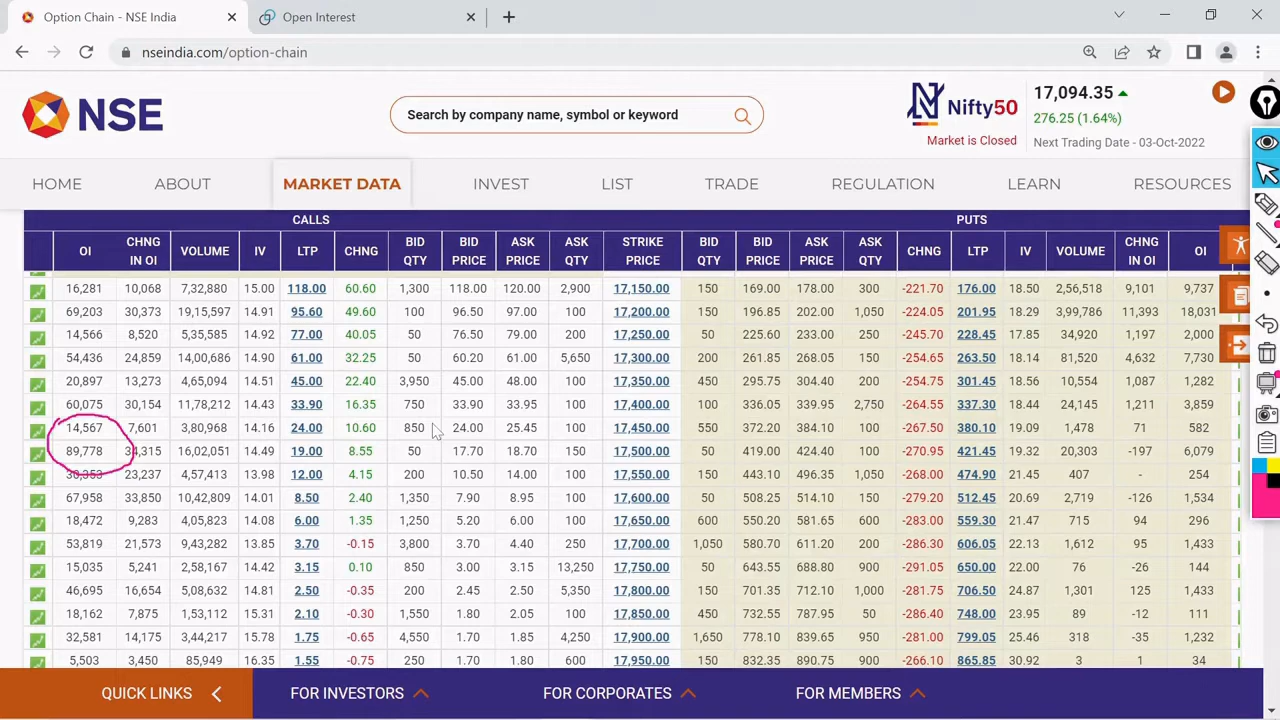 Option Chain - NSE India
Open Interest
nseindia.com/option-chain
NSE
Search by company name, symbol or keyword
Nifty50
Market is Closed
17,094.35
276.25 (1.64%)
Next Trading Date - 03-Oct-2022
HOME ABOUT MARKET DATA INVEST LIST TRADE REGULATION LEARN RESOURCES
CALLS PUTS
OI CHNG IN OI VOLUME IV LTP CHNG BID QTY BID PRICE ASK PRICE ASK QTY STRIKE PRICE BID QTY BID PRICE ASK PRICE ASK QTY CHNG LTP IV VOLUME CHNG IN OI OI
16,281 10,068 7,32,880 15.00 118.00 60.60 1,300 118.00 120.00 2,900 17,150.00 150 169.00 178.00 300 -221.70 176.00 18.50 2,56,518 9,101 9,737
69,203 30,373 19,15,597 14.91 95.60 49.60 100 96.50 97.00 100 17,200.00 150 196.85 202.00 1,050 -224.05 201.95 18.29 3,99,786 11,393 18,031
14,566 8,520 5,35,585 14.92 77.00 40.05 50 76.50 79.00 200 17,250.00 50 225.60 233.00 250 -245.70 228.45 17.85 34,920 1,197 2,000
54,436 24,859 14,00,686 14.90 61.00 32.25 50 60.20 61.00 5,650 17,300.00 200 261.85 268.05 150 -254.65 263.50 18.14 81,520 4,632 7,730
20,897 13,273 4,65,094 14.51 45.00 22.40 3,950 45.00 48.00 100 17,350.00 450 295.75 304.40 200 -254.75 301.45 18.56 10,554 1,087 1,282
60,075 30,154 11,78,212 14.43 33.90 16.35 750 33.90 33.95 100 17,400.00 100 336.05 339.95 2,750 -264.55 337.30 18.44 24,145 1,211 3,859
14,567 7,601 3,80,968 14.16 24.00 10.60 850 24.00 25.45 100 17,450.00 550 372.20 384.10 100 -267.50 380.10 19.09 1,478 71 582
89,778 34,315 16,02,051 14.49 19.00 8.55 50 17.70 18.70 150 17,500.00 50 419.00 424.40 50 -270.95 421.45 19.32 20,303 -197 6,079
30,353 23,237 4,57,413 13.98 12.00 4.15 200 10.50 14.00 100 17,550.00 150 443.10 496.35 1,050 -268.00 474.90 21.45 407 - 254
67,958 33,850 10,42,809 14.01 8.50 2.40 1,350 7.90 8.95 100 17,600.00 50 508.25 514.10 150 -279.20 512.45 20.69 2,719 -126 1,534
18,472 9,283 4,05,823 14.08 6.00 1.35 1,250 5.20 6.00 100 17,650.00 600 550.20 581.65 600 -283.00 559.30 21.47 715 94 296
53,819 21,573 9,43,282 13.85 3.70 -0.15 3,800 3.70 4.40 250 17,700.00 1,050 580.70 611.20 600 -286.30 606.05 22.13 1,612 95 1,433
15,035 5,241 2,58,167 14.42 3.15 0.10 850 3.00 3.15 13,250 17,750.00 50 643.55 688.80 900 -291.05 650.00 22.00 76 -26 144
46,695 16,654 5,08,632 14.81 2.50 -0.35 200 2.45 2.50 5,350 17,800.00 150 701.35 712.10 1,000 -281.75 706.50 24.87 1,301 125 1,433
18,162 7,875 1,53,112 15.31 2.10 -0.30 1,550 1.80 2.05 100 17,850.00 450 732.55 787.95 50 -286.40 748.00 23.95 89 -12 111
32,581 14,175 3,44,217 15.78 1.75 -0.65 4,550 1.70 1.85 4,250 17,900.00 1,650 778.10 839.65 950 -281.00 799.05 25.46 318 -35 1,232
5,503 3,450 85,949 16.35 1.55 -0.75 250 1.70 1.80 600 17,950.00 150 832.35 890.75 900 -266.10 865.85 30.92 3 1 34
QUICK LINKS FOR INVESTORS FOR CORPORATES FOR MEMBERS